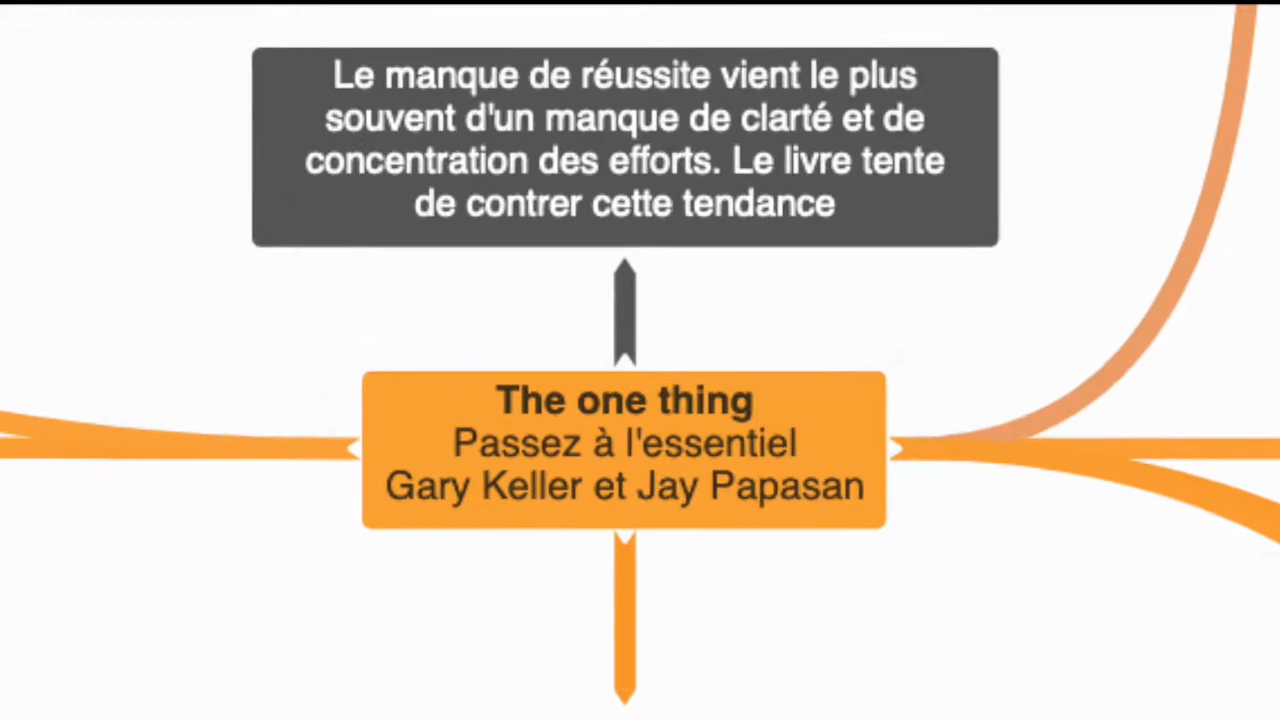 Le manque de réussite vient le plus
souvent d'un manque de clarté et de
concentration des efforts. Le livre tente
de contrer cette tendance
The one thing
Passez à l'essentiel
Gary Keller et Jay Papasan